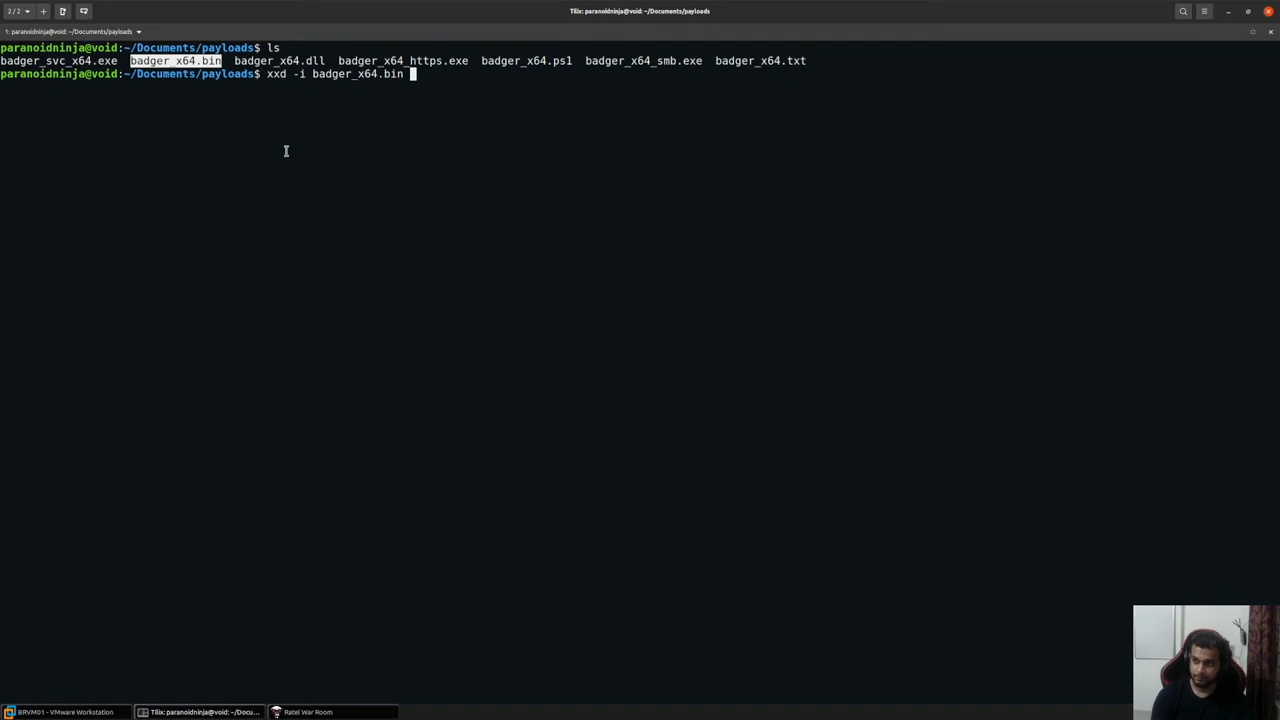 2 / 2
Tilix: paranoidninja@void: ~/Documents/payloads
1: paranoidninja@void: ~/Documents/payloads
paranoidninja@void:~/Documents/payloads$ ls
badger_svc_x64.exe badger_x64.bin badger_x64.dll badger_x64_https.exe badger_x64.ps1 badger_x64_smb.exe badger_x64.txt
paranoidninja@void:~/Documents/payloads$ xxd -i badger_x64.bin
BRVM01 - VMware Workstation
Tilix: paranoidninja@void: ~/Docu...
Ratel War Room